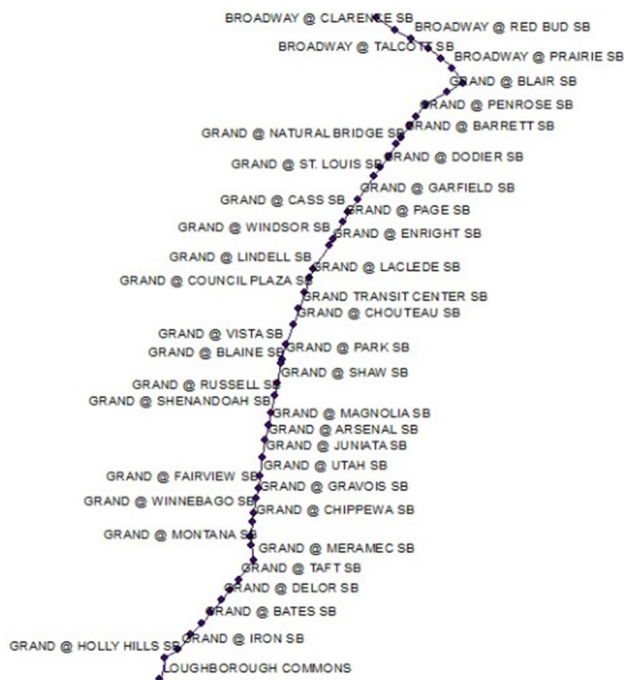 BROADWAY @ CLARENCE SB
BROADWAY @ RED BUD SB
BROADWAY @ TALCOTT SB
BROADWAY @ PRAIRIE SB
GRAND @ BLAIR SB
GRAND @ PENROSE SB
GRAND @ BARRETT SB
GRAND @ NATURAL BRIDGE SB
GRAND @ DODIER SB
GRAND @ ST. LOUIS SB
GRAND @ GARFIELD SB
GRAND @ CASS SB
GRAND @ PAGE SB
GRAND @ WINDSOR SB
GRAND @ ENRIGHT SB
GRAND @ LINDELL SB
GRAND @ LACLEDE SB
GRAND @ COUNCIL PLAZA SB
GRAND TRANSIT CENTER SB
GRAND @ CHOUTEAU SB
GRAND @ VISTA SB
GRAND @ PARK SB
GRAND @ BLAINE SB
GRAND @ SHAW SB
GRAND @ RUSSELL SB
GRAND @ SHENANDOAH SB
GRAND @ MAGNOLIA SB
GRAND @ ARSENAL SB
GRAND @ JUNIATA SB
GRAND @ UTAH SB
GRAND @ FAIRVIEW SB
GRAND @ GRAVOIS SB
GRAND @ WINNEBAGO SB
GRAND @ CHIPPEWA SB
GRAND @ MONTANA SB
GRAND @ MERAMEC SB
GRAND @ TAFT SB
GRAND @ DELOR SB
GRAND @ BATES SB
GRAND @ IRON SB
GRAND @ HOLLY HILLS SB
LOUGHBOROUGH COMMONS